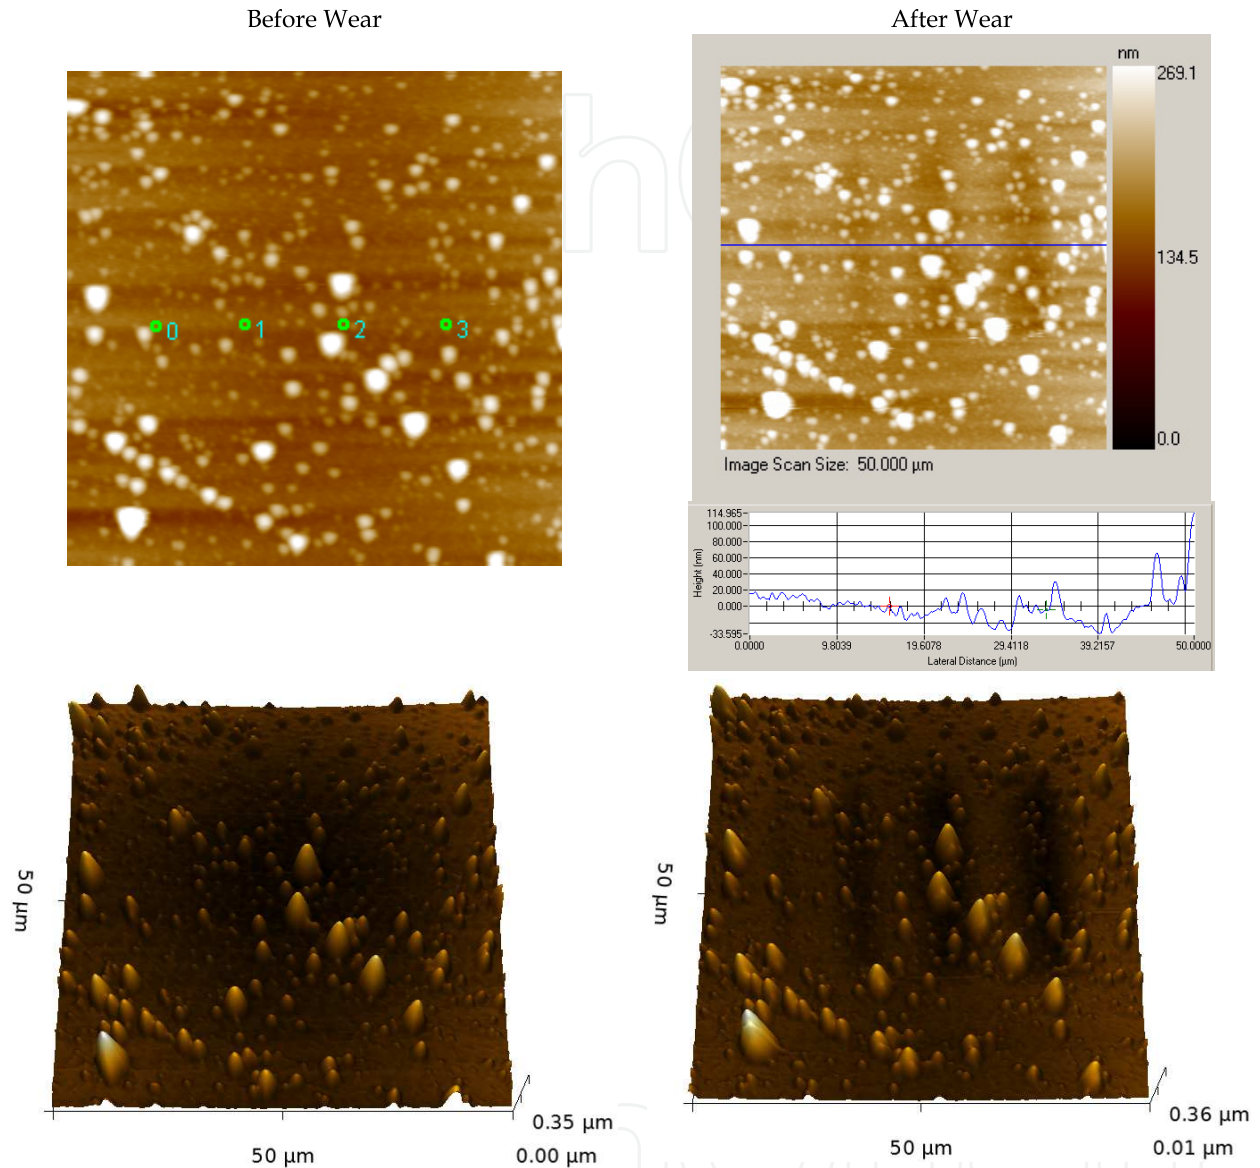 Before Wear
After Wear
nm
269.1
134.5
0.0
0
1
2
3
Image Scan Size: 50.000 µm
Height (nm)
114.965
100.000
80.000
60.000
40.000
20.000
0.000
-33.595
0.0000
9.8039
19.6078
29.4118
39.2157
50.0000
Lateral Distance (µm)
50 µm
50 µm
0.35 µm
0.00 µm
50 µm
50 µm
0.36 µm
0.01 µm